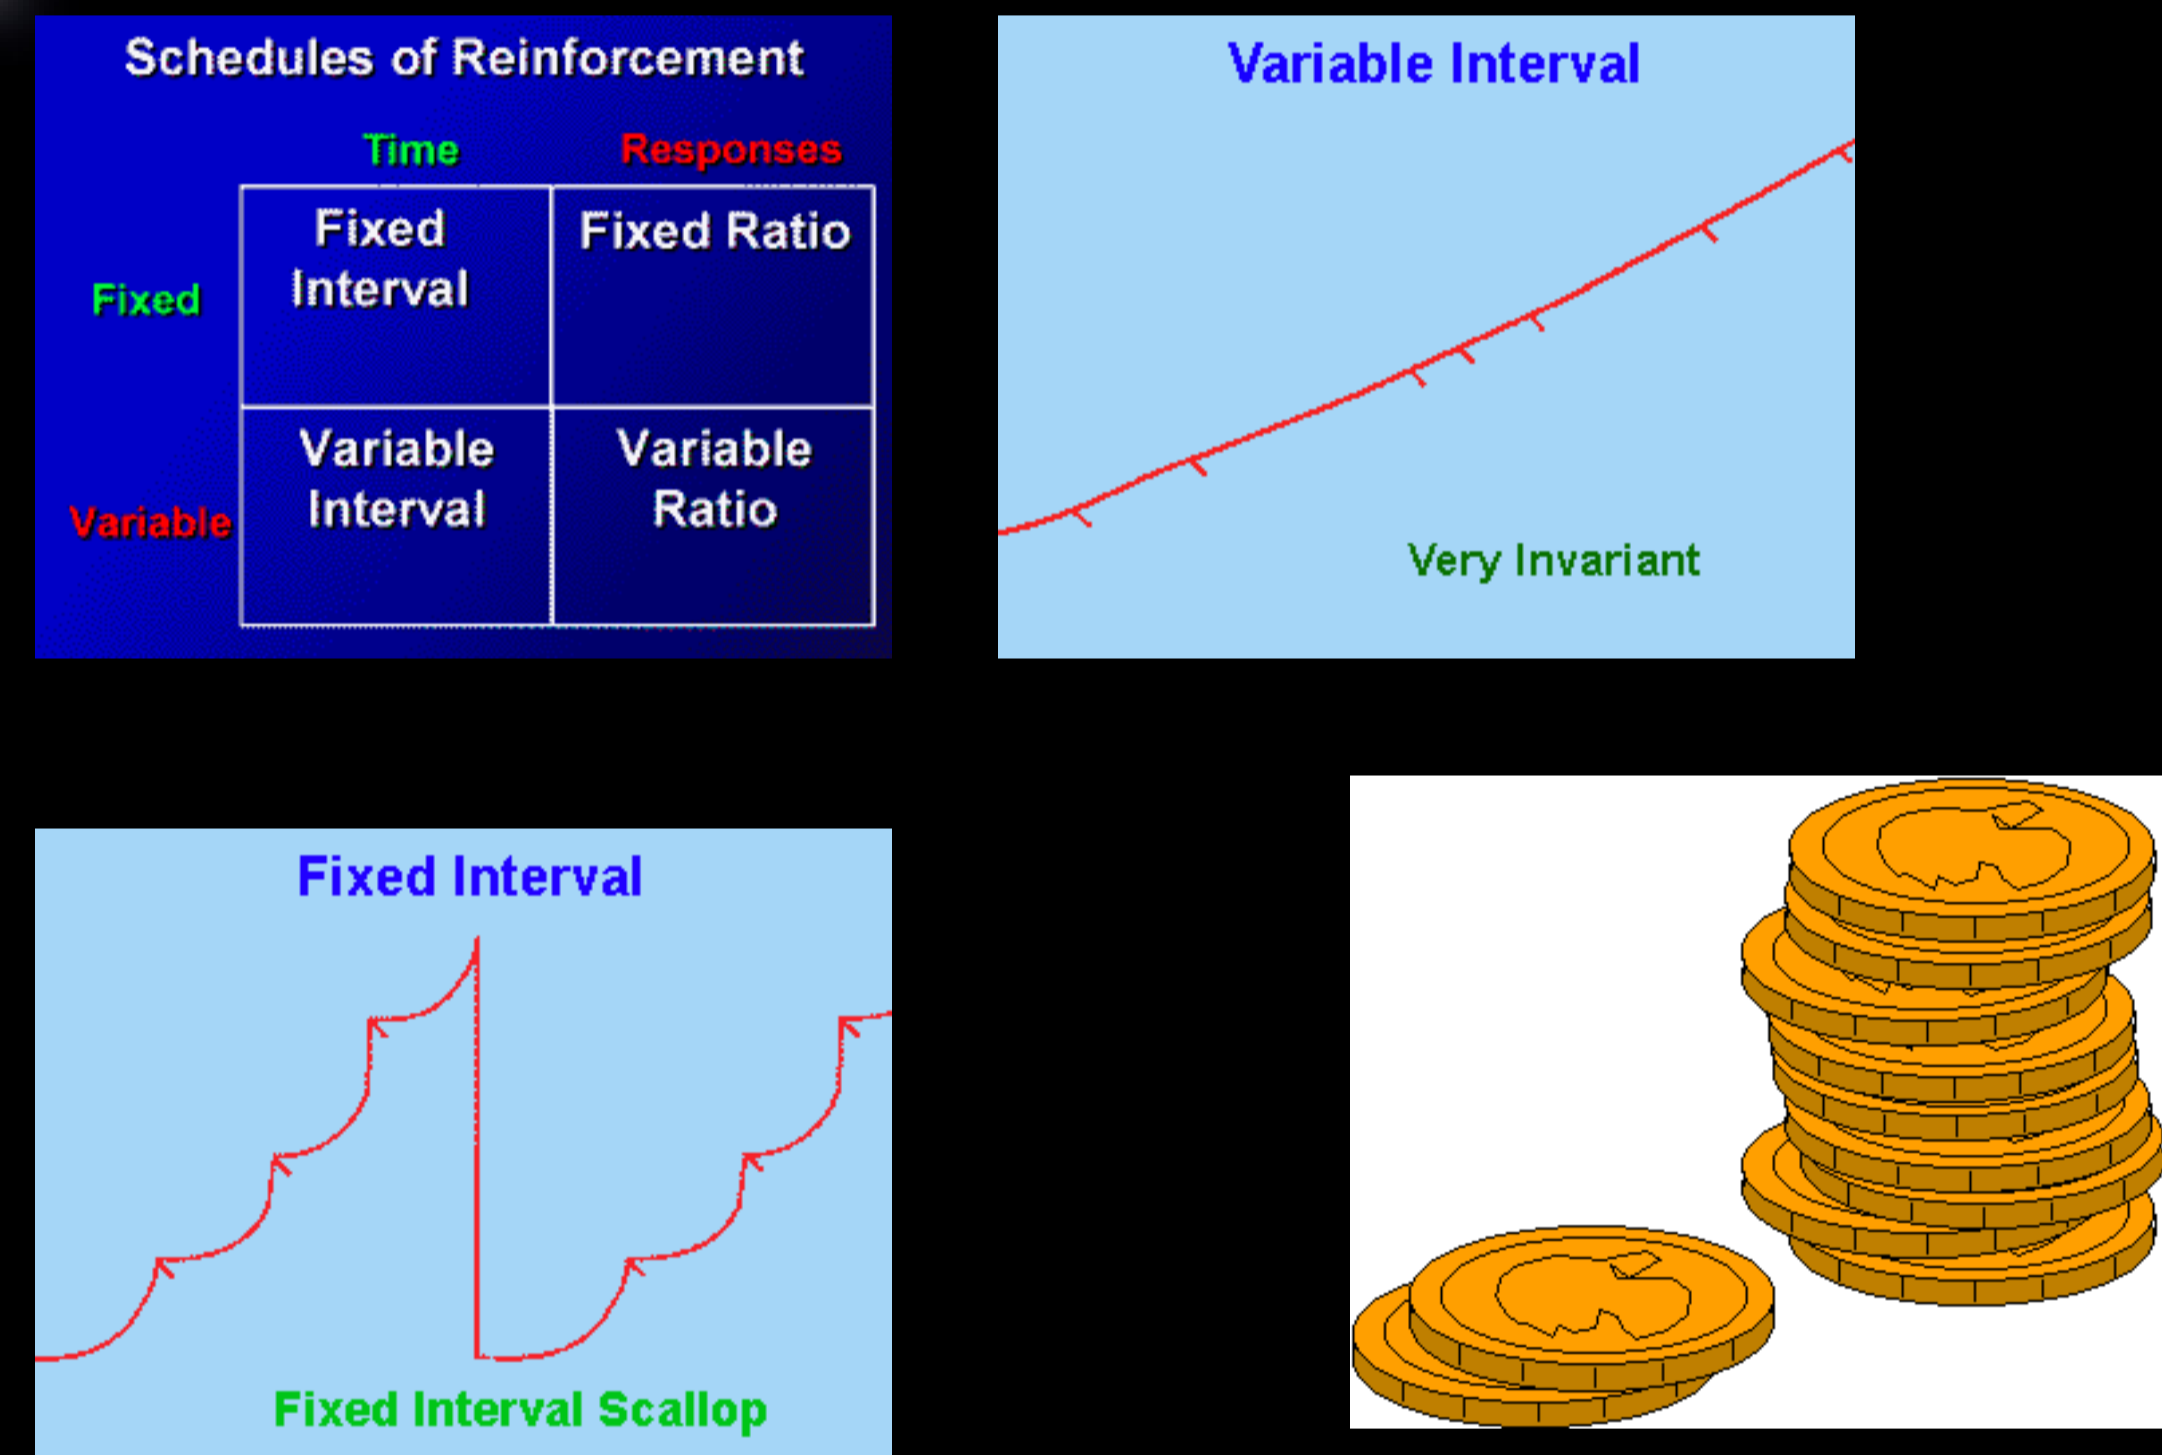 Schedules of Reinforcement
Time Responses
Fixed
Interval
Fixed Ratio
Fixed
Variable
Interval
Variable
Ratio
Variable
Variable Interval
Very Invariant
Fixed Interval
Fixed Interval Scallop